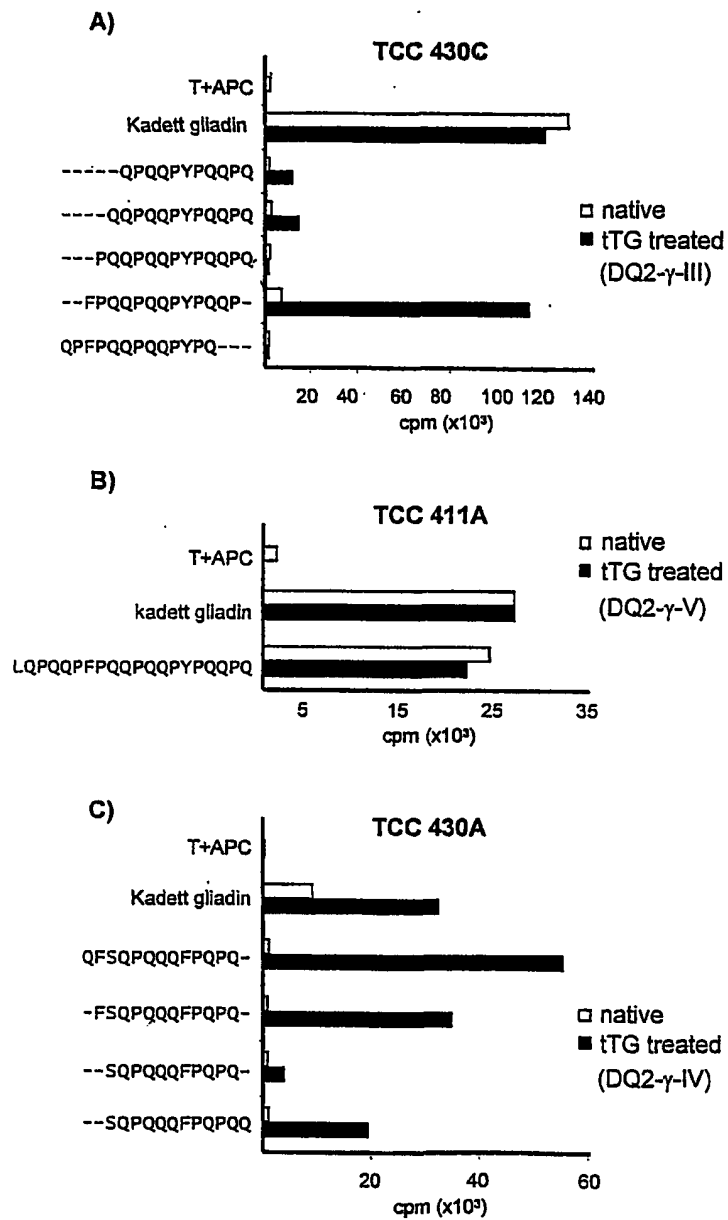 A)
TCC 430C
T+APC
Kadett gliadin
-----QPQQPYPQQPQ
----QQPQQPYPQQPQ
---PQQPQQPYPQQPQ
--FPQQPQQPYPQQP-
QPFPQQPQQPYPQ---
native
tTG treated
(DQ2-γ-III)
20 40 60 80 100 120 140
cpm (x10³)
B)
TCC 411A
T+APC
kadett gliadin
LQPQQPFPQQPQQPYPQQPQ
native
tTG treated
(DQ2-γ-V)
5 15 25 35
cpm (x10³)
C)
TCC 430A
T+APC
Kadett gliadin
QFSQPQQQFPQPQ-
-FSQPQQQFPQPQ-
--SQPQQQFPQPQ-
--SQPQQQFPQPQQ
native
tTG treated
(DQ2-γ-IV)
20 40 60
cpm (x10³)